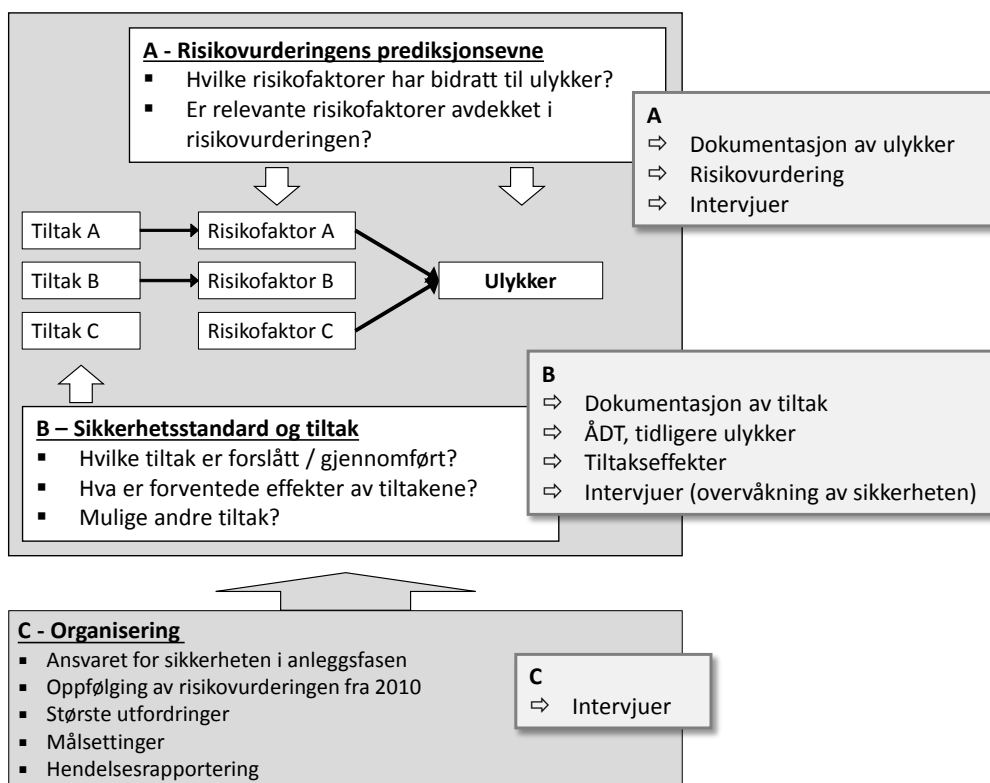 A - Risikovurderingens prediksjonsevne
▪ Hvilke risikofaktorer har bidratt til ulykker?
▪ Er relevante risikofaktorer avdekket i
risikovurderingen?
A
⇨ Dokumentasjon av ulykker
⇨ Risikovurdering
⇨ Intervjuer
Tiltak A
Risikofaktor A
Tiltak B
Risikofaktor B
Ulykker
Tiltak C
Risikofaktor C
B – Sikkerhetsstandard og tiltak
▪ Hvilke tiltak er forslått / gjennomført?
▪ Hva er forventede effekter av tiltakene?
▪ Mulige andre tiltak?
B
⇨ Dokumentasjon av tiltak
⇨ ÅDT, tidligere ulykker
⇨ Tiltakseffekter
⇨ Intervjuer (overvåkning av sikkerheten)
C - Organisering
▪ Ansvaret for sikkerheten i anleggsfasen
▪ Oppfølging av risikovurderingen fra 2010
▪ Største utfordringer
▪ Målsettinger
▪ Hendelsesrapportering
C
⇨ Intervjuer